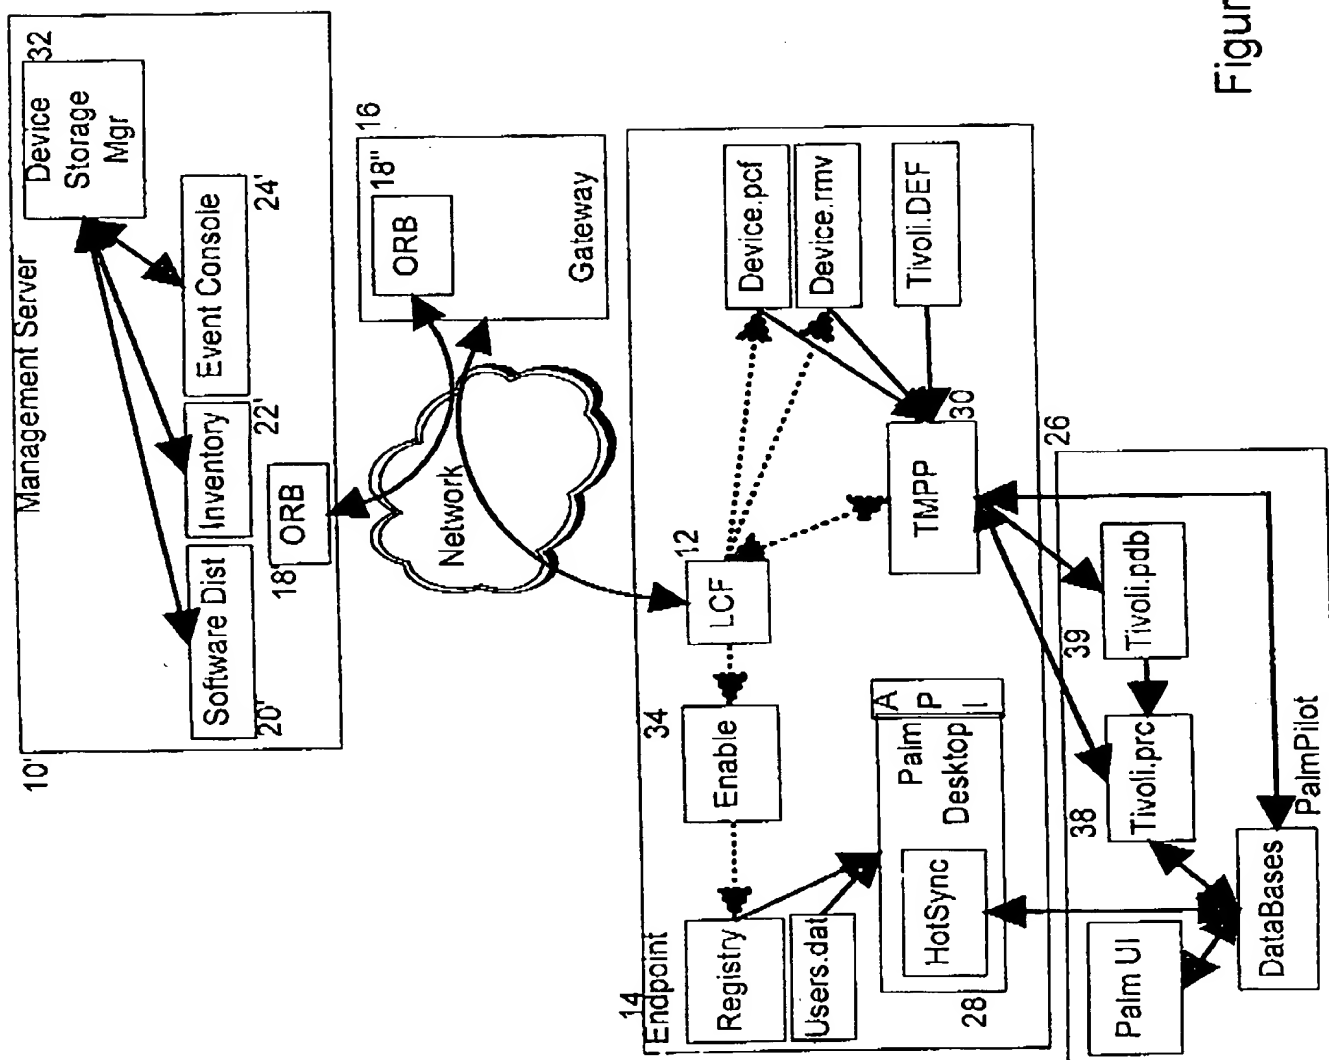 10'
Management Server
Device
Storage
Mgr
32
Software Dist
20'
Inventory
22'
Event Console
24'
18'
ORB
Network
16
18"
ORB
Gateway
14
Endpoint
Registry
Users.dat
34
Enable
12
LCF
Palm
Desktop
API
HotSync
28
TMPP
30
Device.pcf
Device.rmv
Tivoli.DEF
26
38
Tivoli.prc
39
Tivoli.pdb
Palm UI
DataBases
PalmPilot
Figur